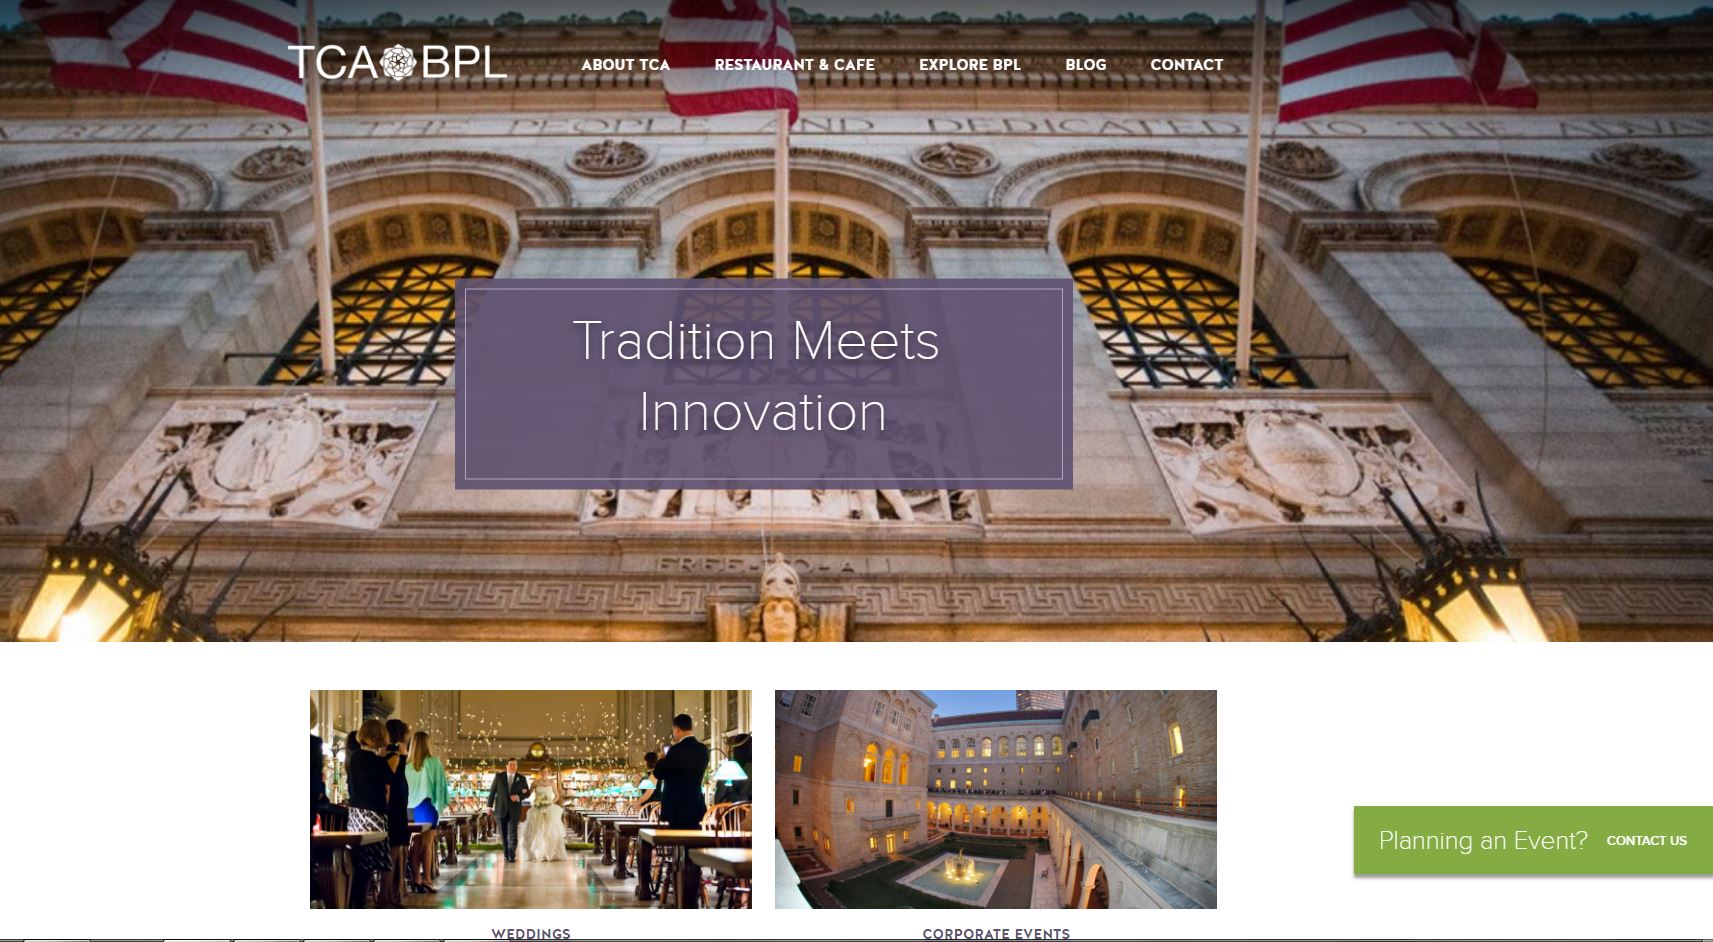 TCA BPL
ABOUT TCA RESTAURANT & CAFE EXPLORE BPL BLOG CONTACT
BUILT BY THE PEOPLE AND DEDICATED TO THE
Tradition Meets
Innovation
FREE TO ALL
Planning an Event? CONTACT US
WEDDINGS CORPORATE EVENTS